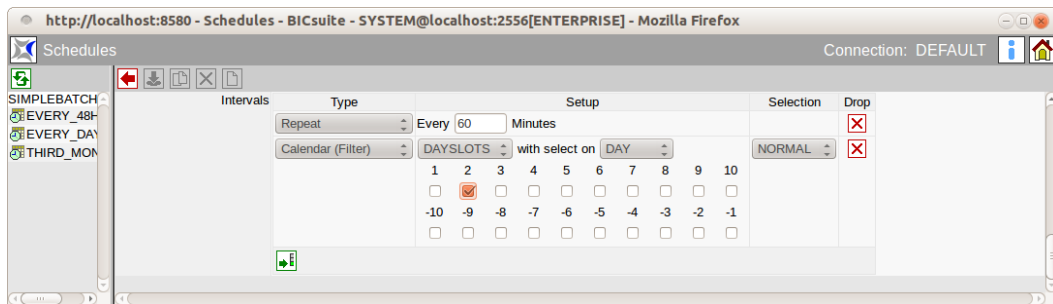 http://localhost:8580 - Schedules - BICsuite - SYSTEM@localhost:2556[ENTERPRISE] - Mozilla Firefox
Schedules Connection: DEFAULT
SIMPLEBATCH
EVERY_48H
EVERY_DAY
THIRD_MON
Intervals Type Setup Selection Drop
Repeat Every 60 Minutes
Calendar (Filter) DAYSLOTS with select on DAY NORMAL
1 2 3 4 5 6 7 8 9 10
-10 -9 -8 -7 -6 -5 -4 -3 -2 -1